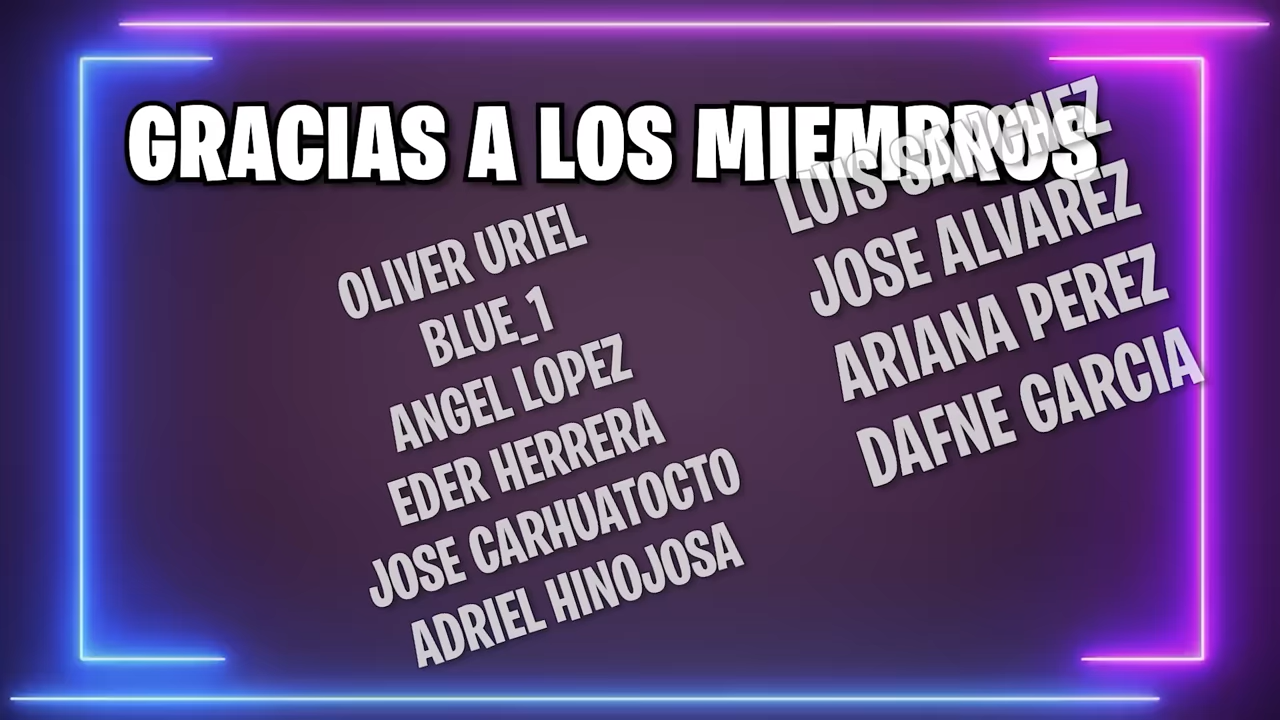 GRACIAS A LOS MIEMBROS
OLIVER URIEL
BLUE_1
ANGEL LOPEZ
EDER HERRERA
JOSE CARHUATOCTO
ADRIEL HINOJOSA
LUIS SANCHEZ
JOSE ALVAREZ
ARIANA PEREZ
DAFNE GARCIA